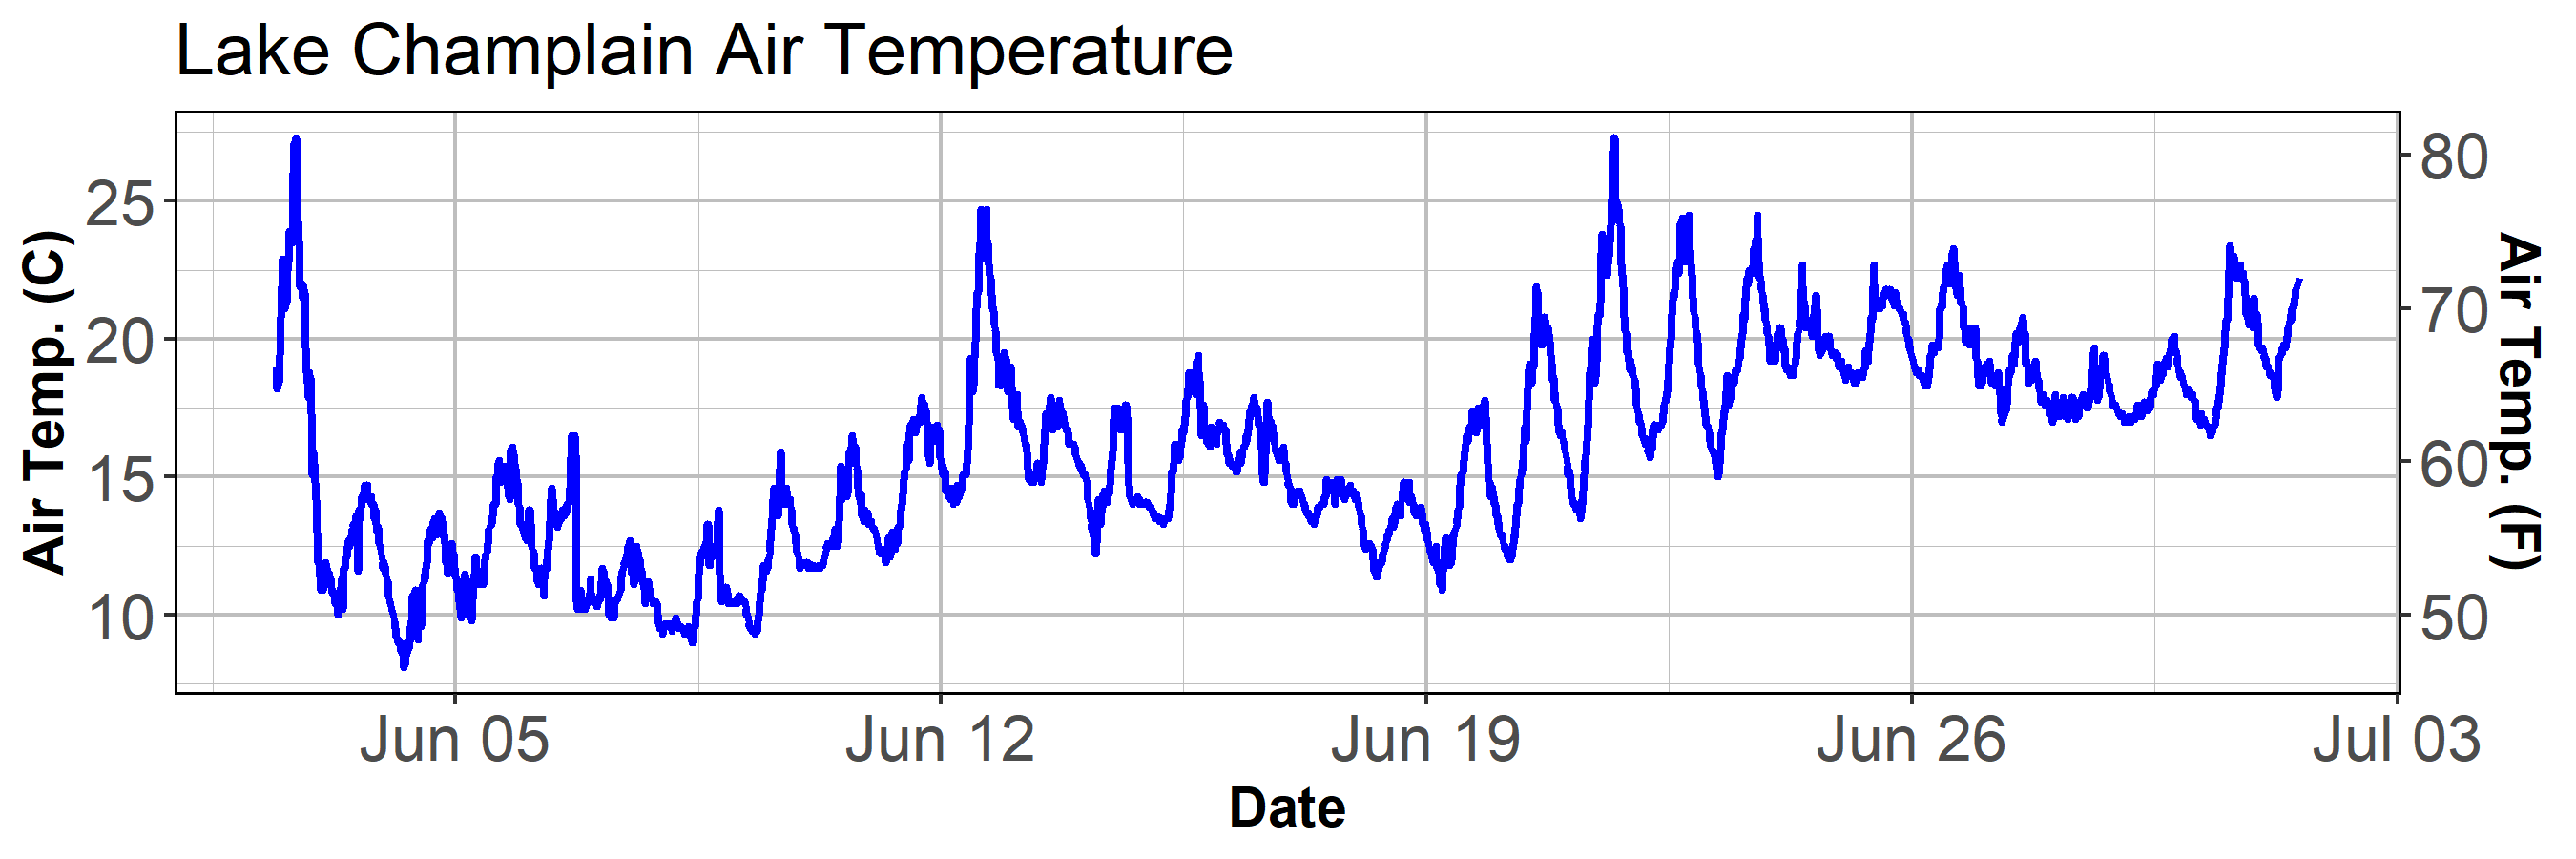 Lake Champlain Air Temperature
Air Temp. (C)
25
20
15
10
80
70
60
50
Air Temp. (F)
Jun 05 Jun 12 Jun 19 Jun 26 Jul 03
Date